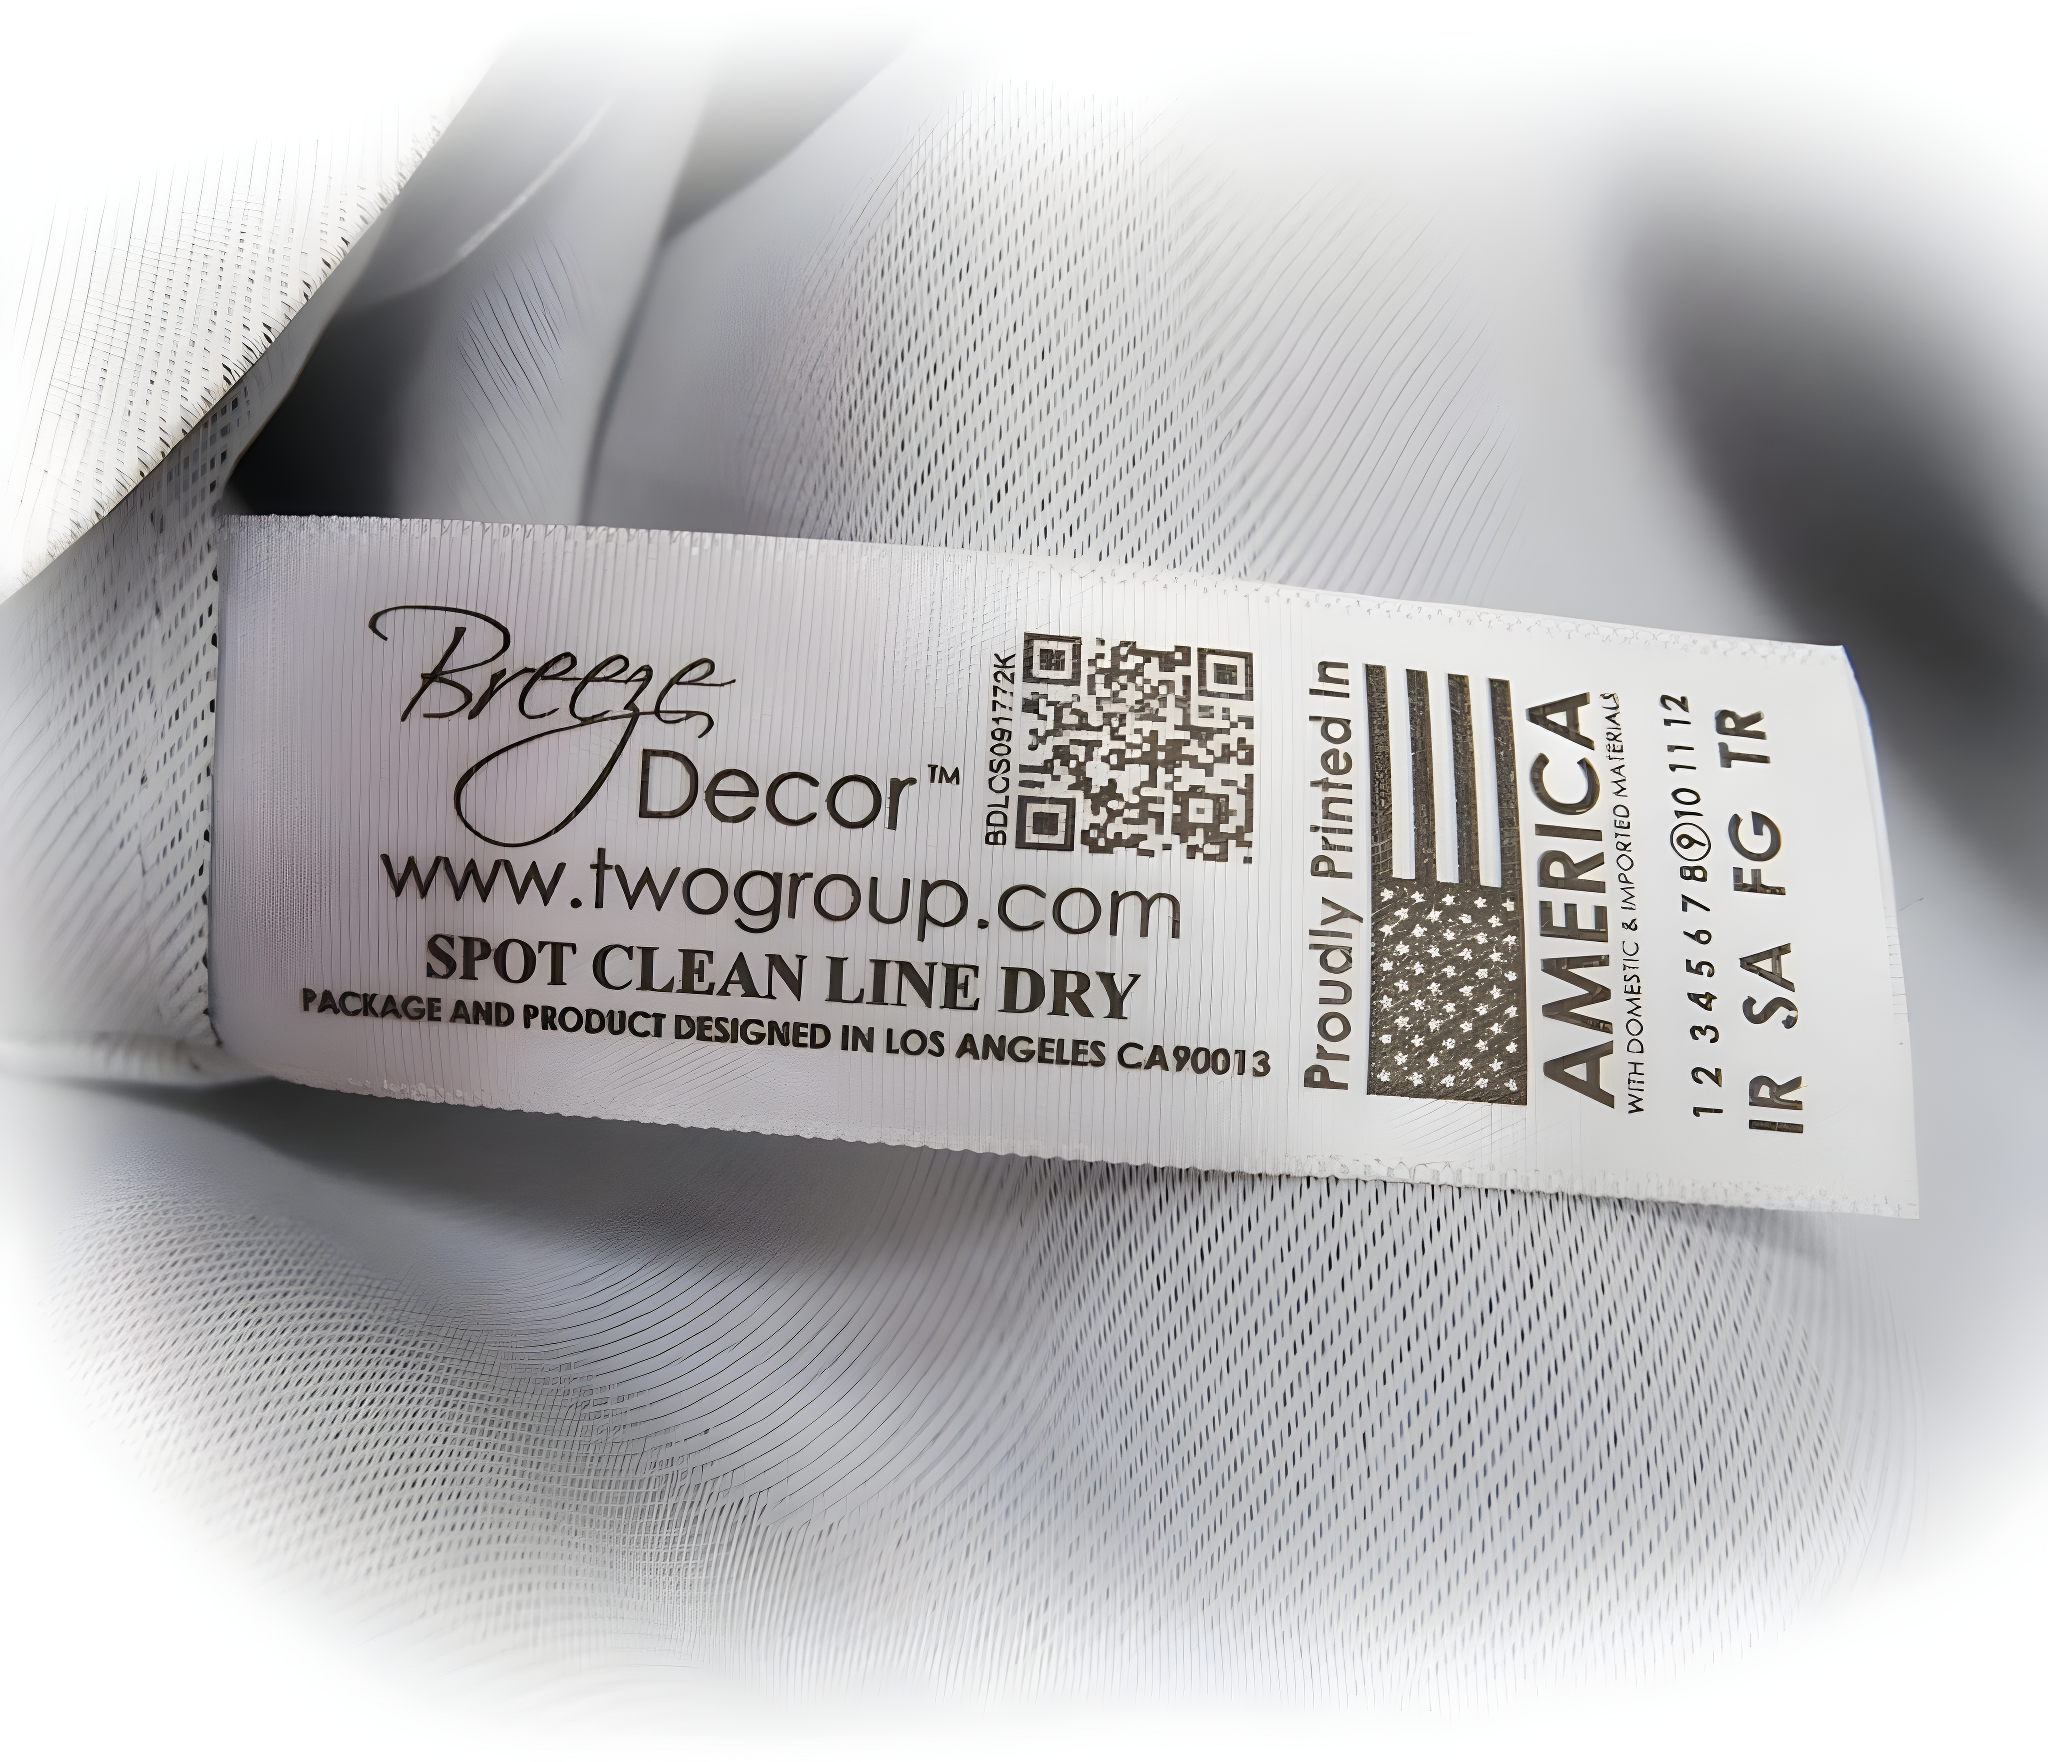 Breeze
Decor™
www.twogroup.com
SPOT CLEAN LINE DRY
PACKAGE AND PRODUCT DESIGNED IN LOS ANGELES CA90013
BDLCS091772K
Proudly Printed In
AMERICA
WITH DOMESTIC & IMPORTED MATERIALS
1 2 3 4 5 6 7 8 9 10 11 12
IR SA FG TR